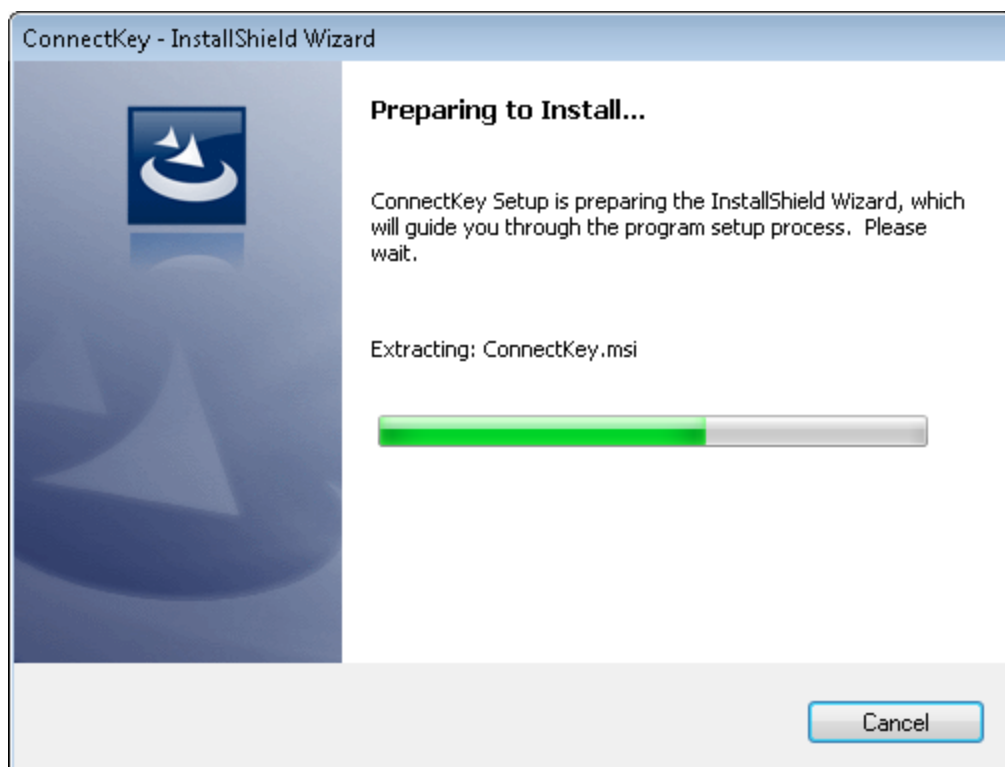 ConnectKey - InstallShield Wizard
Preparing to Install...
ConnectKey Setup is preparing the InstallShield Wizard, which
will guide you through the program setup process.  Please
wait.
Extracting: ConnectKey.msi
Cancel